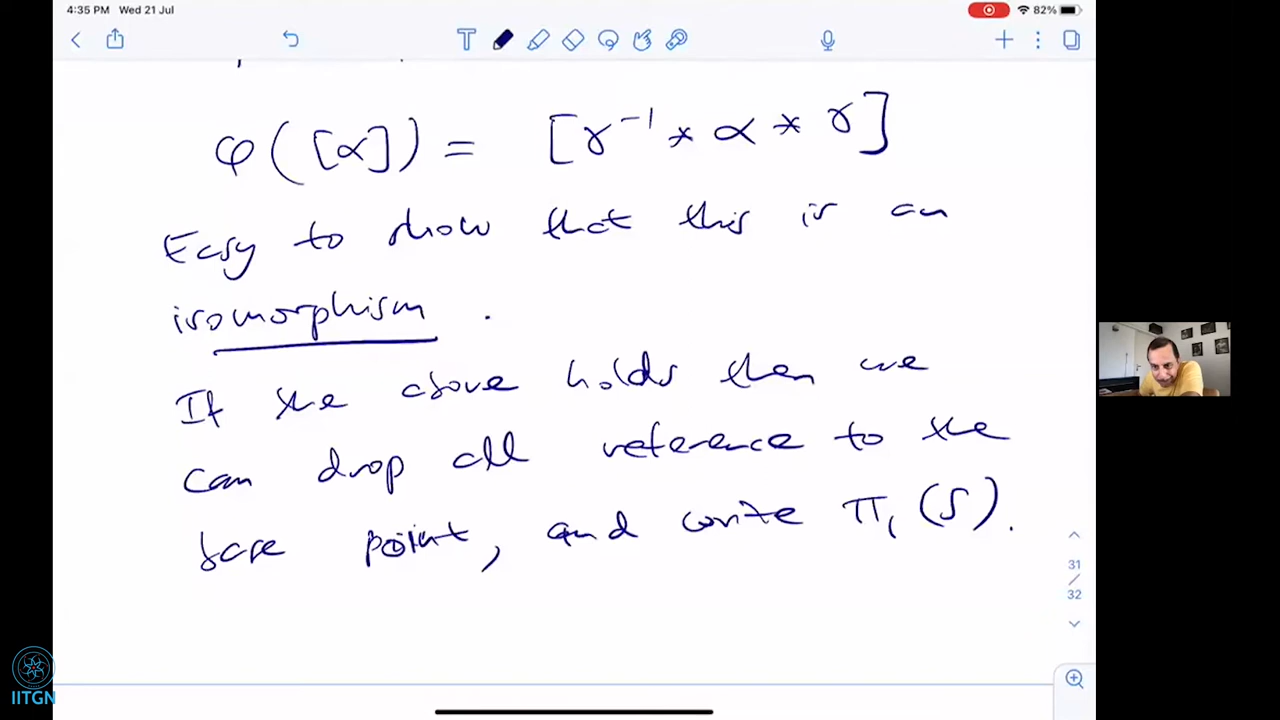 4:35 PM Wed 21 Jul
82%
φ([α]) = [γ⁻¹ * α * γ]
Easy to show that this is an
isomorphism.
If the above holds then we
can drop all reference to the
base point, and write π₁(S).
31
32
IITGN